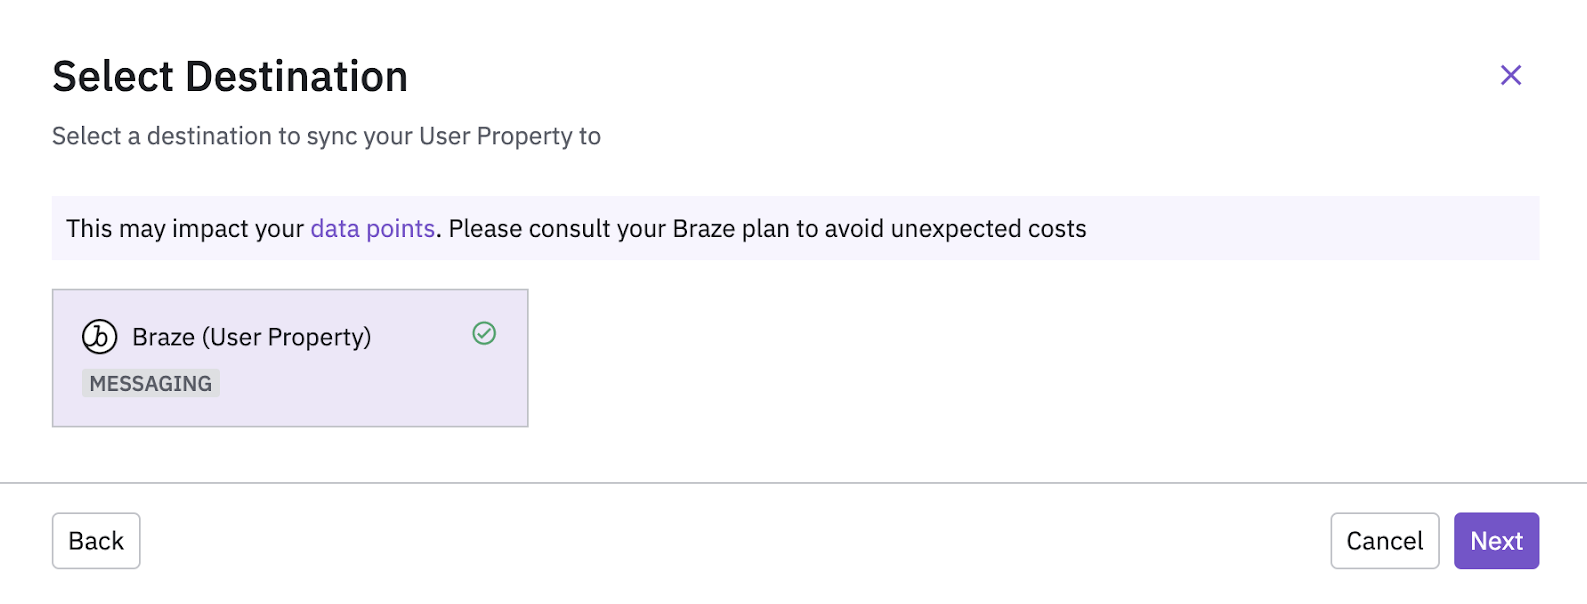 Select Destination
Select a destination to sync your User Property to
This may impact your data points. Please consult your Braze plan to avoid unexpected costs
Braze (User Property)
MESSAGING
Back
Cancel
Next